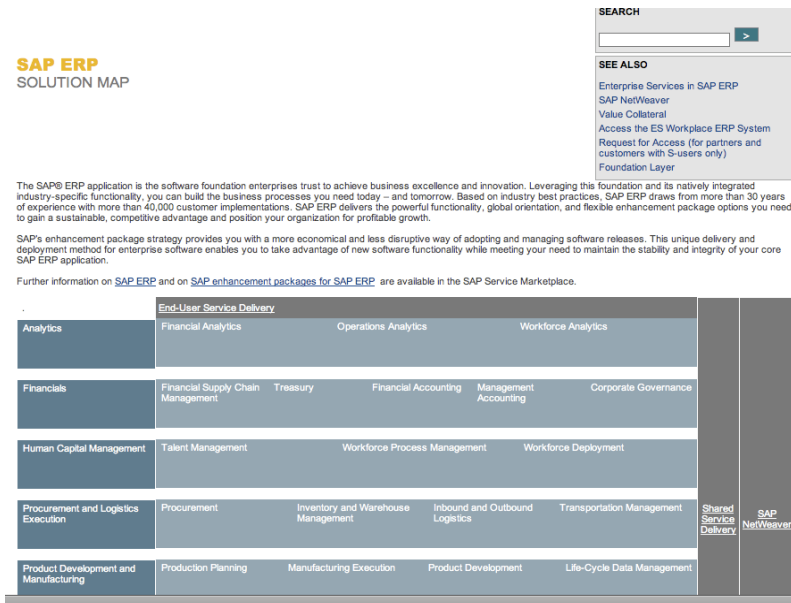 SEARCH
>
SAP ERP
SOLUTION MAP
SEE ALSO
Enterprise Services in SAP ERP
SAP NetWeaver
Value Collateral
Access the ES Workplace ERP System
Request for Access (for partners and
customers with S-users only)
Foundation Layer
The SAP® ERP application is the software foundation enterprises trust to achieve business excellence and innovation. Leveraging this foundation and its natively integrated
industry-specific functionality, you can build the business processes you need today – and tomorrow. Based on industry best practices, SAP ERP draws from more than 30 years
of experience with more than 40,000 customer implementations. SAP ERP delivers the powerful functionality, global orientation, and flexible enhancement package options you need
to gain a sustainable, competitive advantage and position your organization for profitable growth.
SAP's enhancement package strategy provides you with a more economical and less disruptive way of adopting and managing software releases. This unique delivery and
deployment method for enterprise software enables you to take advantage of new software functionality while meeting your need to maintain the stability and integrity of your core
SAP ERP application.
Further information on SAP ERP and on SAP enhancement packages for SAP ERP are available in the SAP Service Marketplace.
.
End-User Service Delivery
Analytics
Financial Analytics
Operations Analytics
Workforce Analytics
Financials
Financial Supply Chain
Management
Treasury
Financial Accounting
Management
Accounting
Corporate Governance
Human Capital Management
Talent Management
Workforce Process Management
Workforce Deployment
Procurement and Logistics
Execution
Procurement
Inventory and Warehouse
Management
Inbound and Outbound
Logistics
Transportation Management
Product Development and
Manufacturing
Production Planning
Manufacturing Execution
Product Development
Life-Cycle Data Management
Shared
Service
Delivery
SAP
NetWeaver